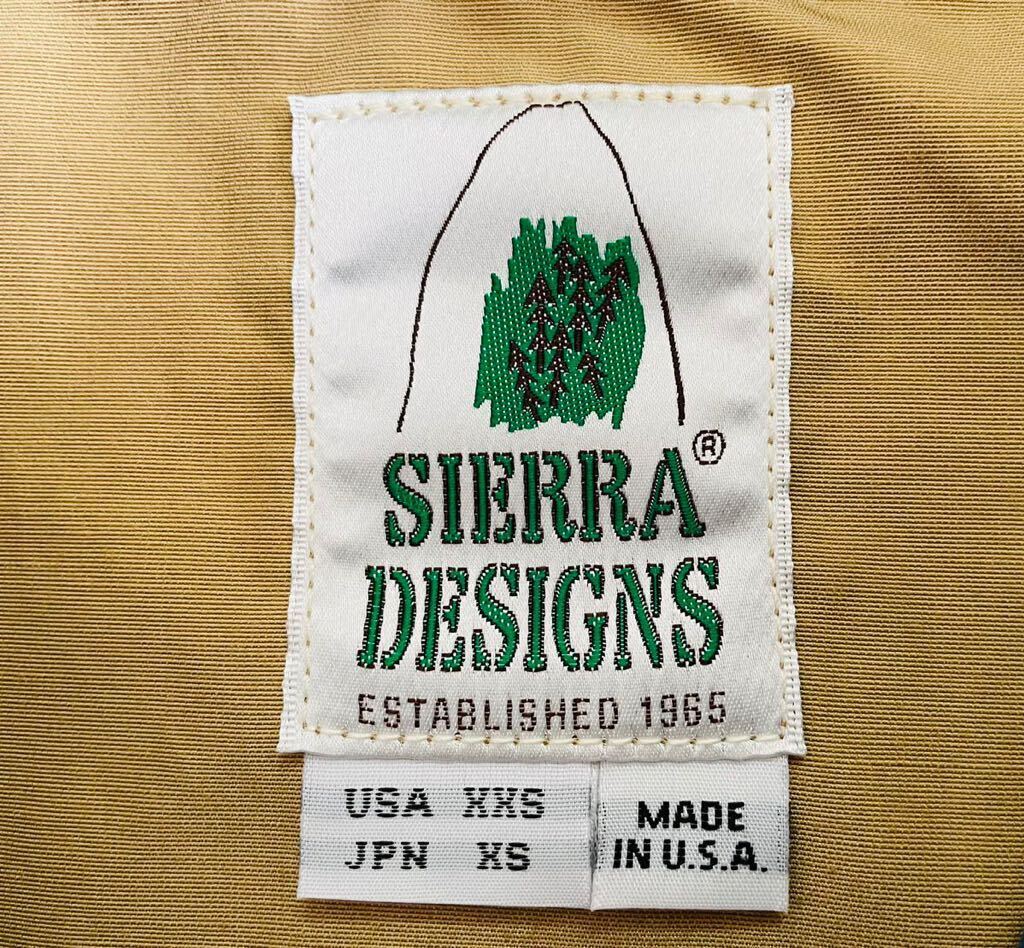 SIERRA®
DESIGNS
ESTABLISHED 1965
USA XXS
JPN XS
MADE
IN U.S.A.